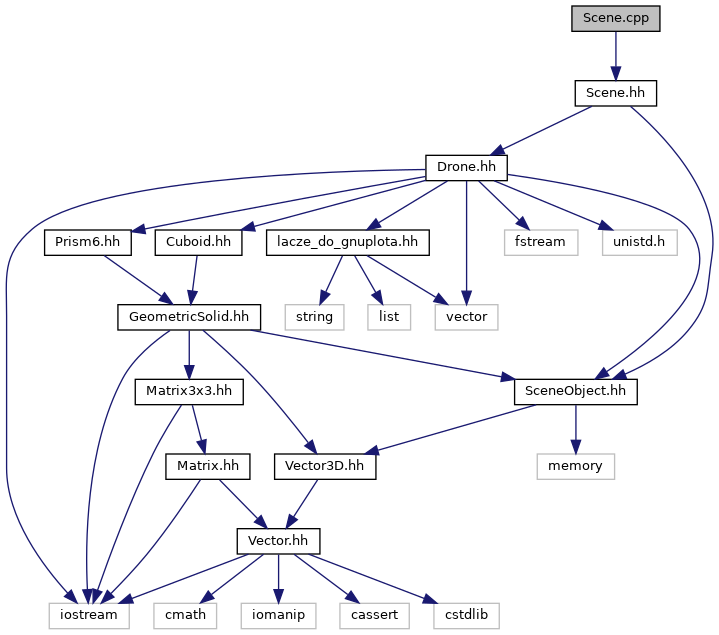 Scene.cpp
Scene.hh
Drone.hh
Prism6.hh
Cuboid.hh
lacze_do_gnuplota.hh
fstream
unistd.h
GeometricSolid.hh
string
list
vector
Matrix3x3.hh
SceneObject.hh
Matrix.hh
Vector3D.hh
memory
Vector.hh
iostream
cmath
iomanip
cassert
cstdlib